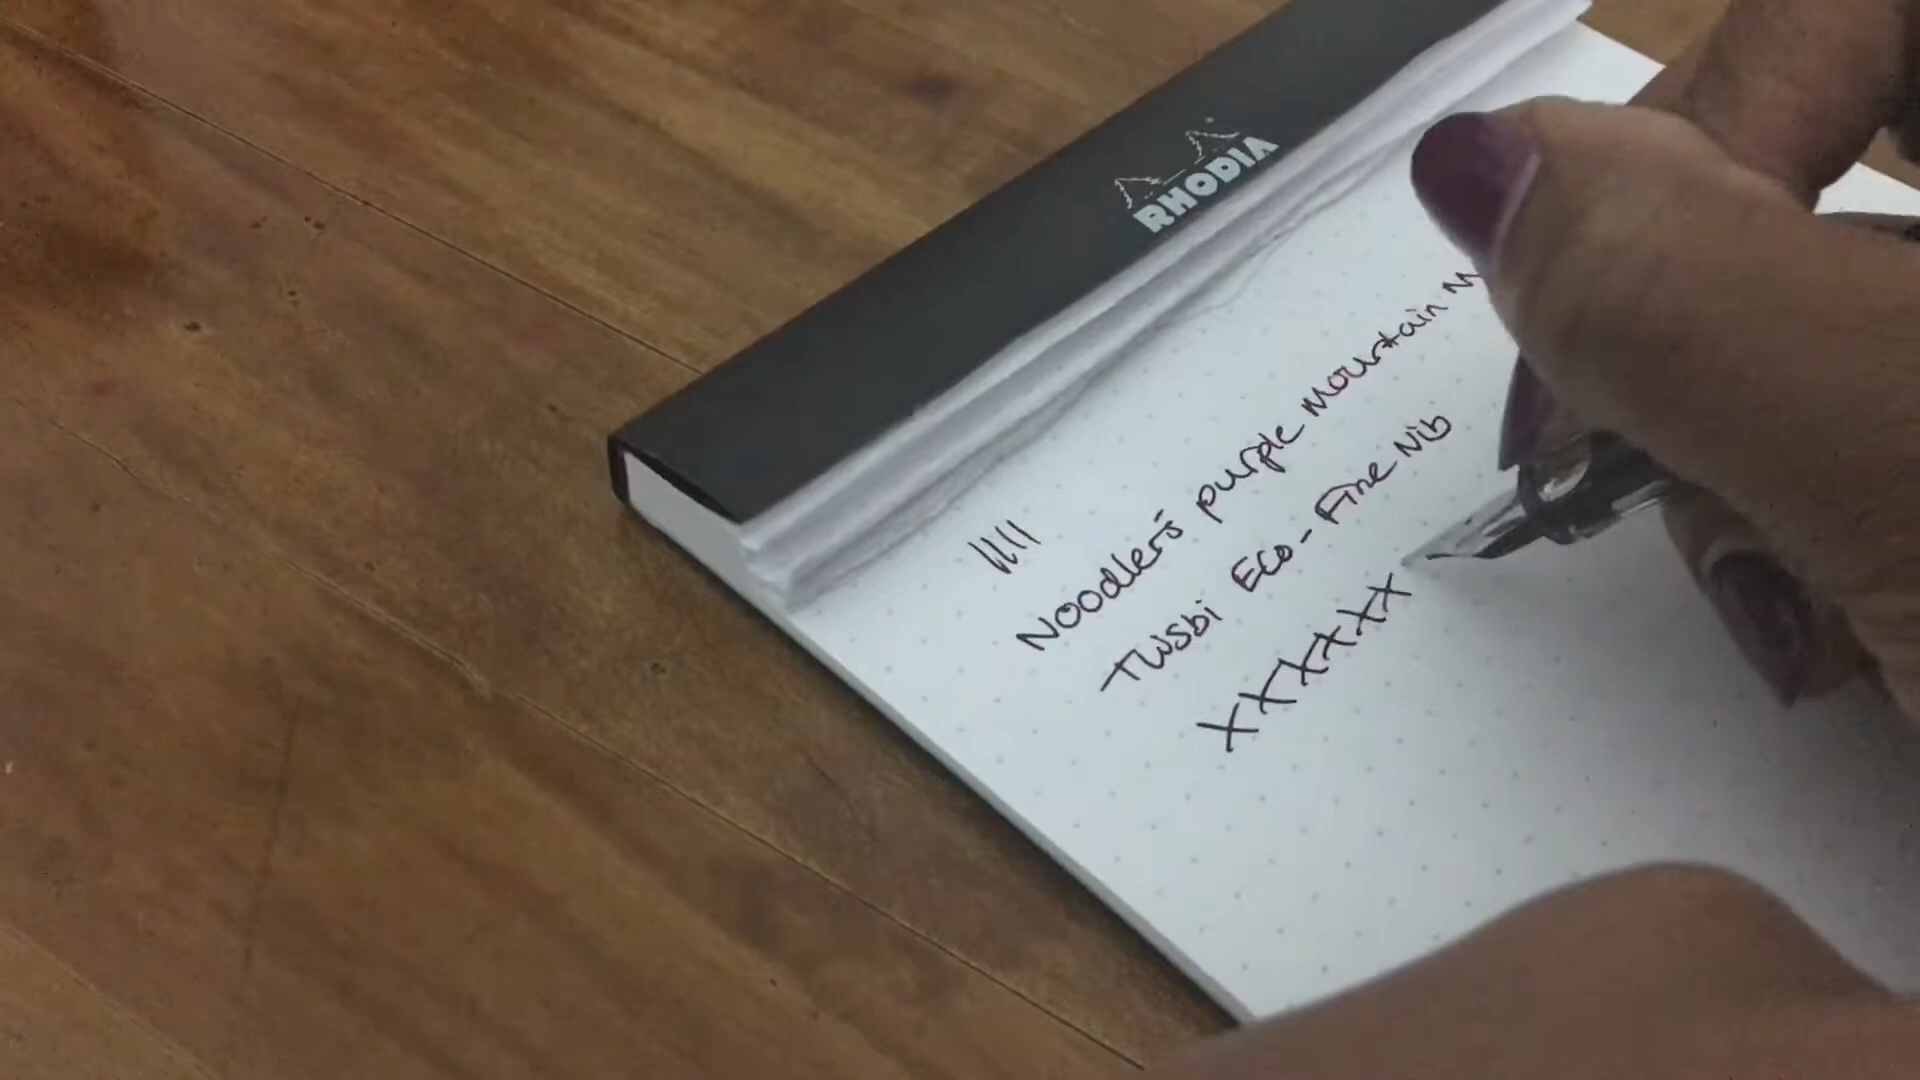 RHODIA
Noodler's purple Mountain M
TWSbi Eco - Fine Nib
XXXXXX